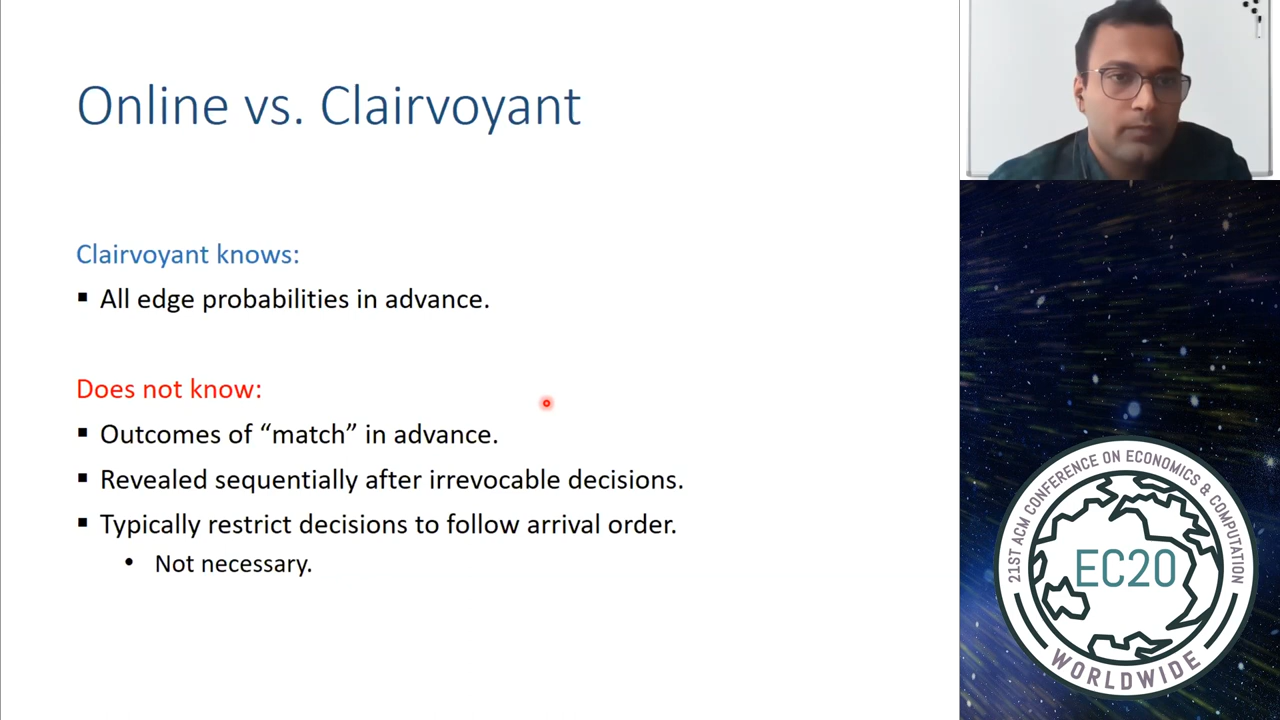 Online vs. Clairvoyant
Clairvoyant knows:
▪ All edge probabilities in advance.
Does not know:
▪ Outcomes of “match” in advance.
▪ Revealed sequentially after irrevocable decisions.
▪ Typically restrict decisions to follow arrival order.
• Not necessary.
21ST ACM CONFERENCE ON ECONOMICS & COMPUTATION
EC20
WORLDWIDE